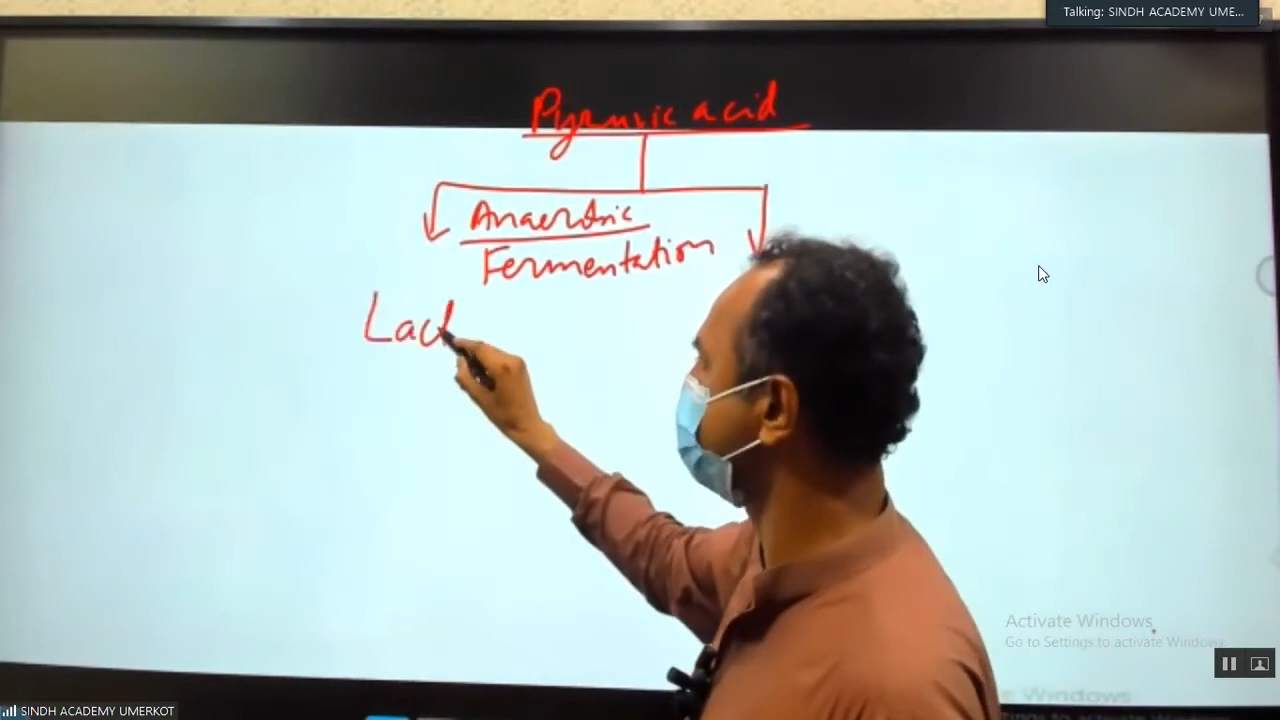 Talking: SINDH ACADEMY UME...
Pyruvic acid
Anaerobic
Fermentation
Lact
Activate Windows
Go to Settings to activate Windows
Windows
SINDH ACADEMY UMERKOT